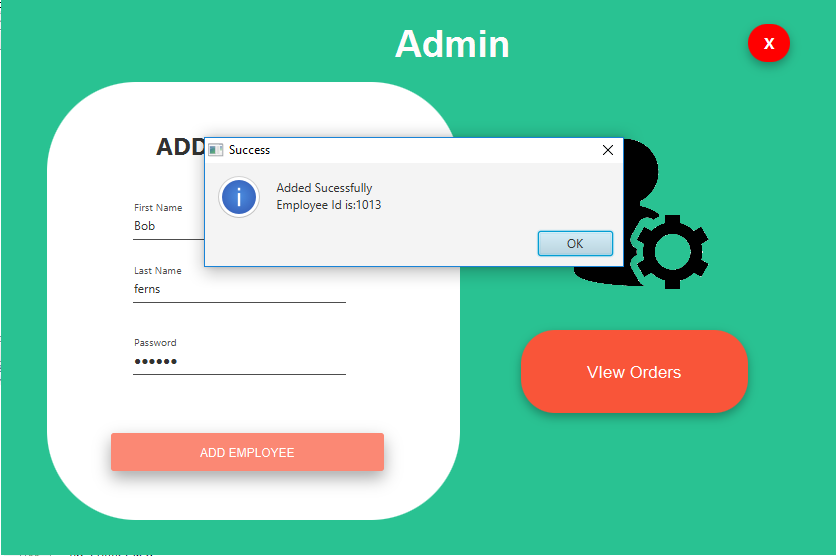 Admin
X
ADD
Success
Added Sucessfully
Employee Id is:1013
OK
First Name
Bob
Last Name
ferns
Password
••••••
ADD EMPLOYEE
VIew Orders